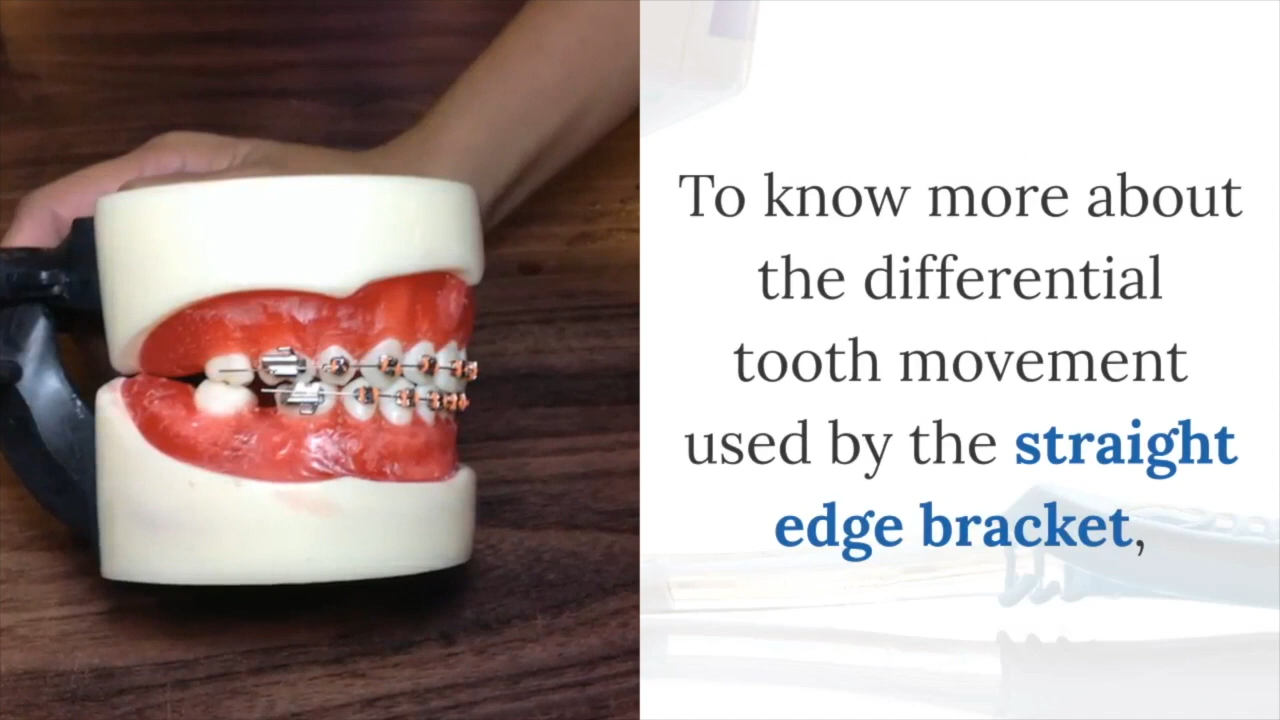 To know more about
the differential
tooth movement
used by the straight
edge bracket,